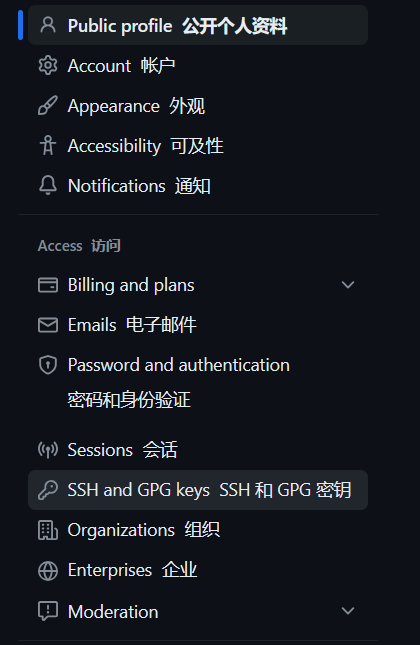 Public profile 公开个人资料
Account 帐户
Appearance 外观
Accessibility 可及性
Notifications 通知
Access 访问
Billing and plans
Emails 电子邮件
Password and authentication
密码和身份验证
Sessions 会话
SSH and GPG keys SSH 和 GPG 密钥
Organizations 组织
Enterprises 企业
Moderation